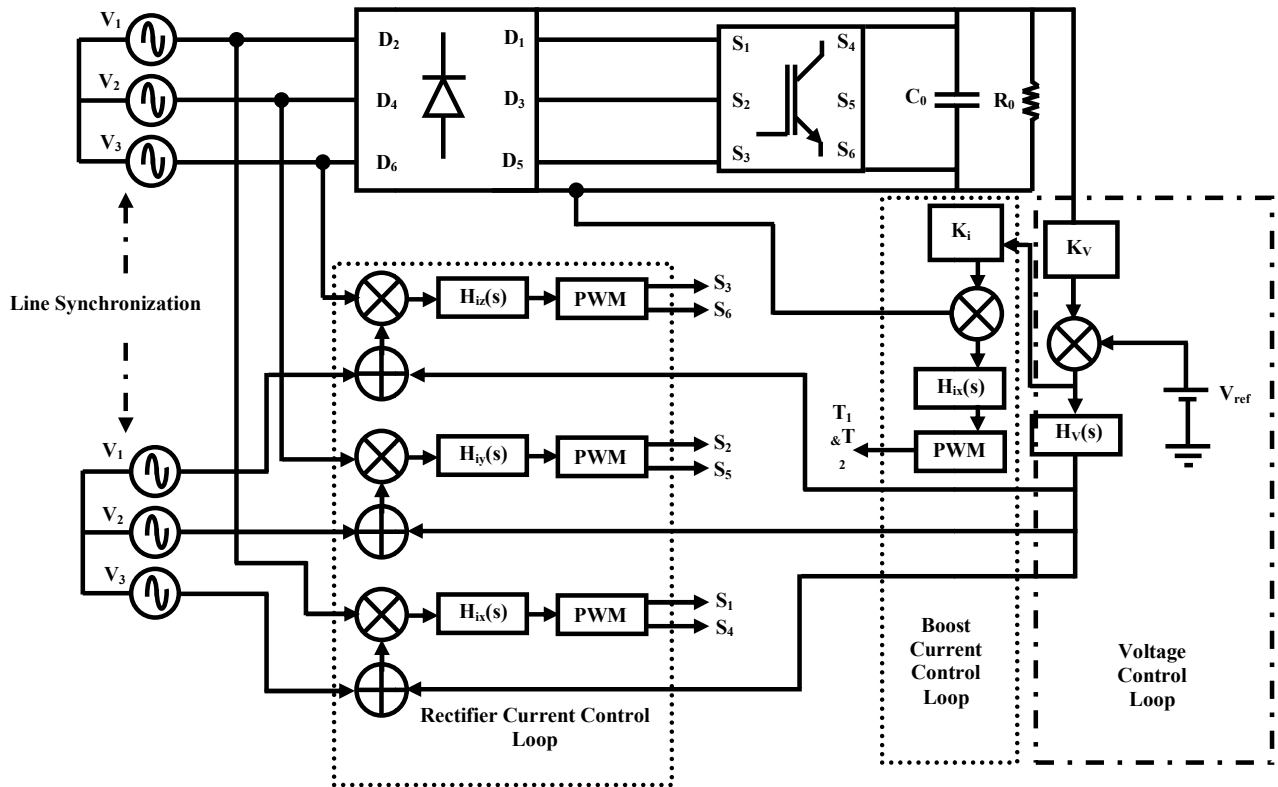 V1
V2
V3
D2
D4
D6
D1
D3
D5
S1
S2
S3
S4
S5
S6
C0
R0
Line Synchronization
Ki
KV
Hiz(s)
PWM
S3
S6
Hix(s)
PWM
T1
&T
2
Vref
HV(s)
V1
V2
V3
Hiy(s)
PWM
S2
S5
Hix(s)
PWM
S1
S4
Rectifier Current Control
Loop
Boost
Current
Control
Loop
Voltage
Control
Loop